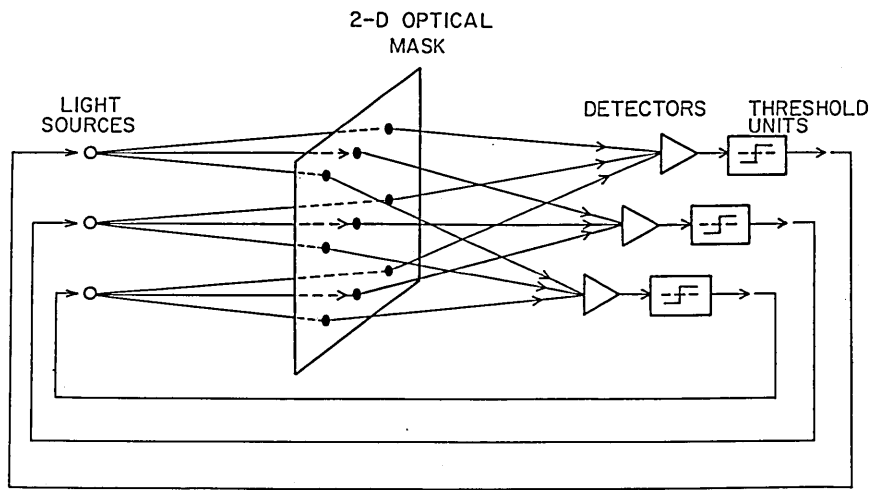 2-D OPTICAL
MASK
LIGHT
SOURCES
DETECTORS
THRESHOLD
UNITS